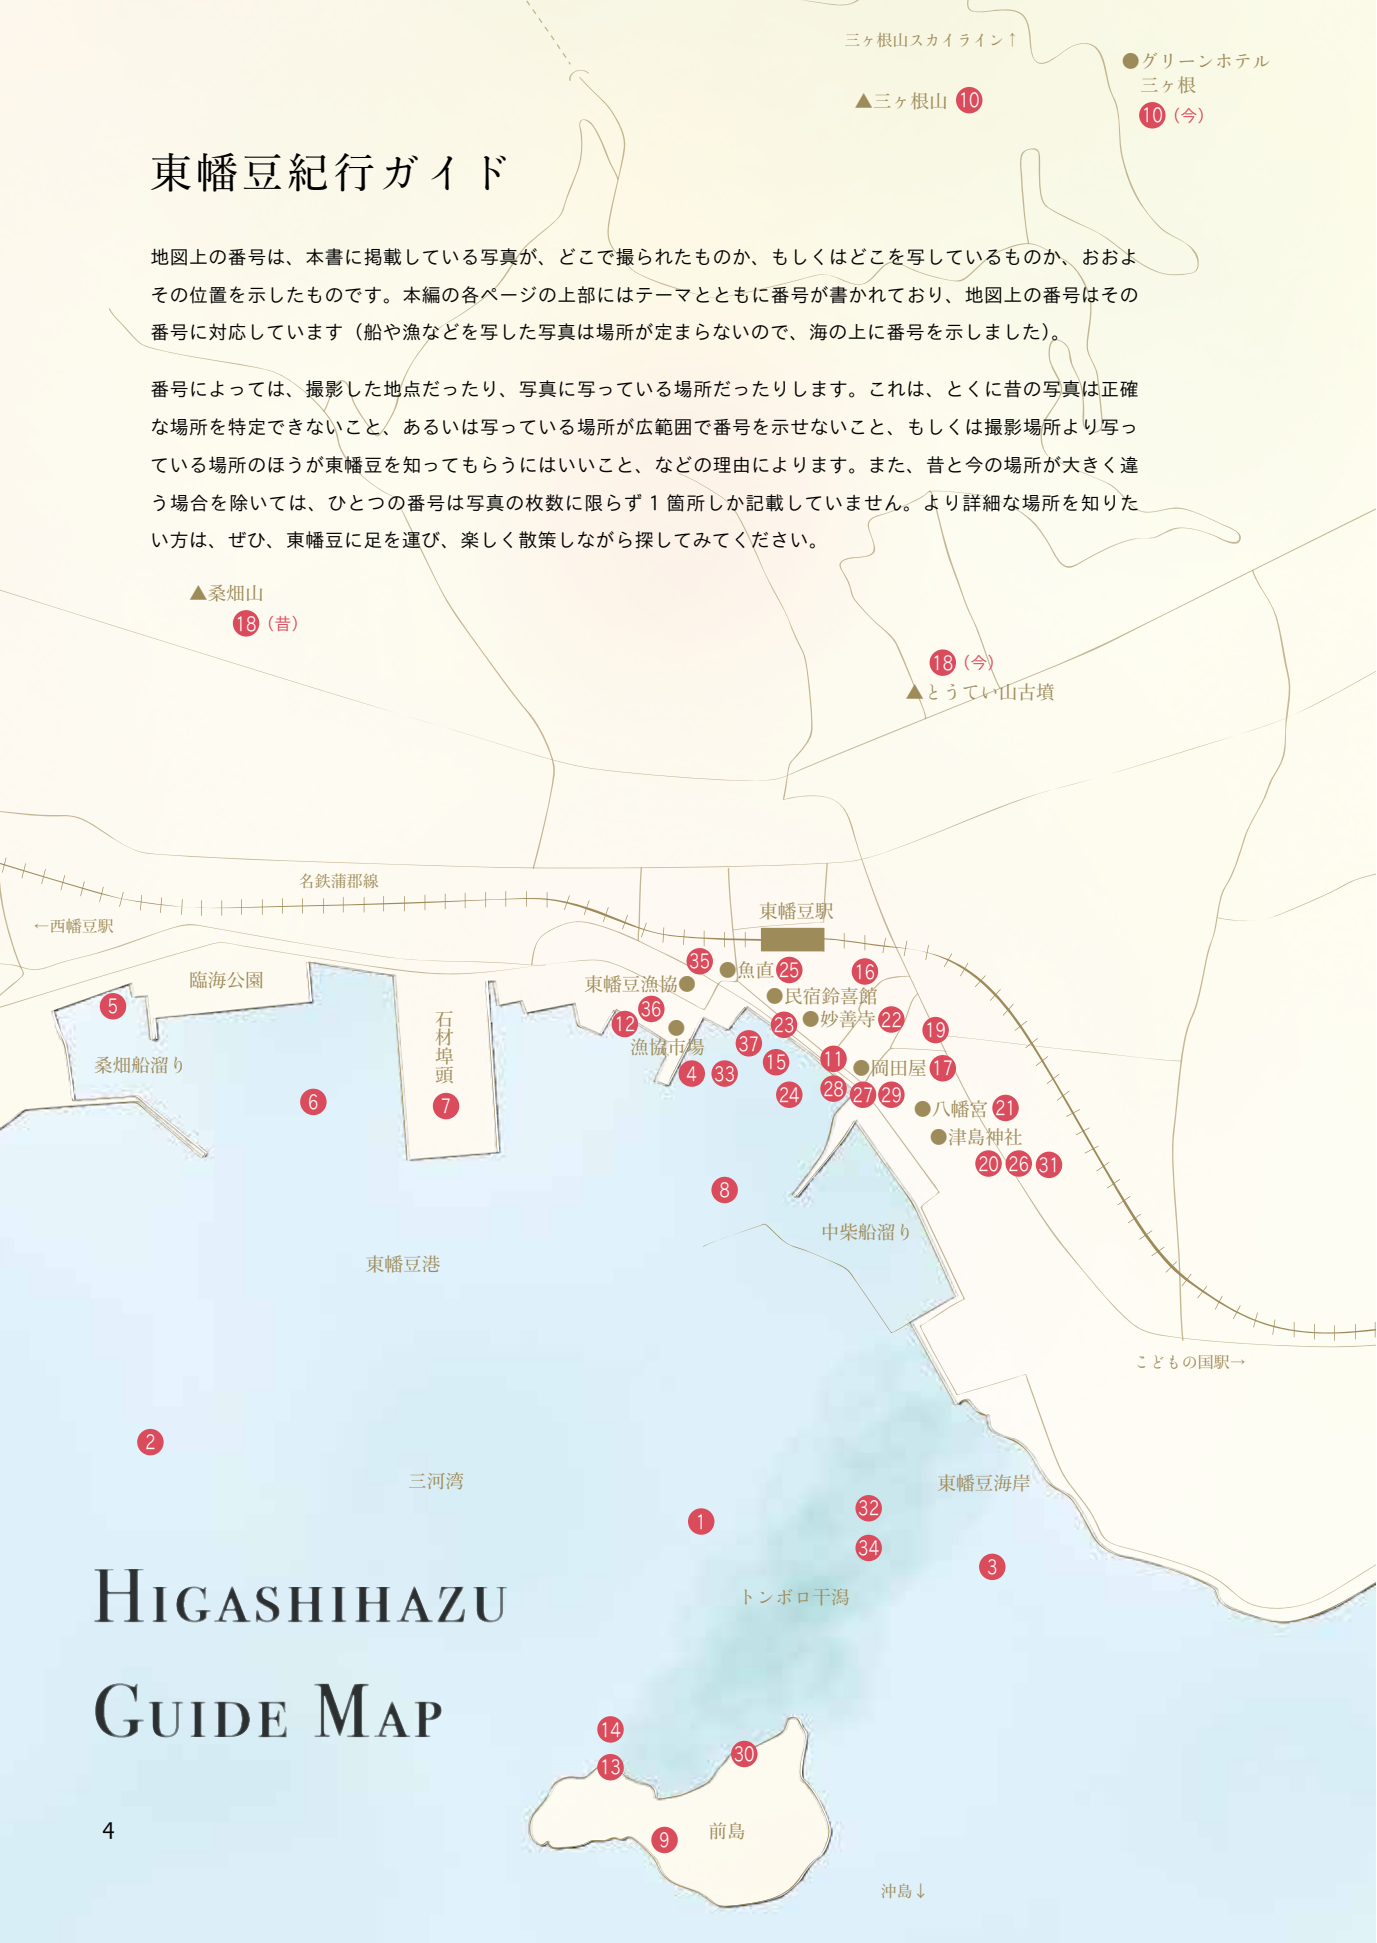 三ヶ根山スカイライン↑
●グリーンホテル
三ヶ根
▲三ヶ根山 10
10（今）
東幡豆紀行ガイド
地図上の番号は、本書に掲載している写真が、どこで撮られたものか、もしくはどこを写しているものか、おおよ
その位置を示したものです。本編の各ページの上部にはテーマとともに番号が書かれており、地図上の番号はその
番号に対応しています（船や漁などを写した写真は場所が定まらないので、海の上に番号を示しました）。
番号によっては、撮影した地点だったり、写真に写っている場所だったりします。これは、とくに昔の写真は正確
な場所を特定できないこと、あるいは写っている場所が広範囲で番号を示せないこと、もしくは撮影場所より写っ
ている場所のほうが東幡豆を知ってもらうにはいいこと、などの理由によります。また、昔と今の場所が大きく違
う場合を除いては、ひとつの番号は写真の枚数に限らず 1 箇所しか記載していません。より詳細な場所を知りた
い方は、ぜひ、東幡豆に足を運び、楽しく散策しながら探してみてください。
▲桑畑山
18（昔）
18（今）
▲とうてい山古墳
名鉄蒲郡線
←西幡豆駅
東幡豆駅
臨海公園
35
●魚直 25
16
東幡豆漁協●
●民宿鈴喜館
5
36
12
23
●妙善寺 22
19
石材埠頭
漁協市場
37
15
11
●岡田屋 17
桑畑船溜り
4
33
24
28
27
29
6
7
●八幡宮 21
●津島神社
20
26
31
8
中柴船溜り
東幡豆港
こどもの国駅→
2
三河湾
東幡豆海岸
1
32
34
3
トンボロ干潟
HIGASHIHAZU
GUIDE MAP
14
13
30
9
前島
4
沖島↓